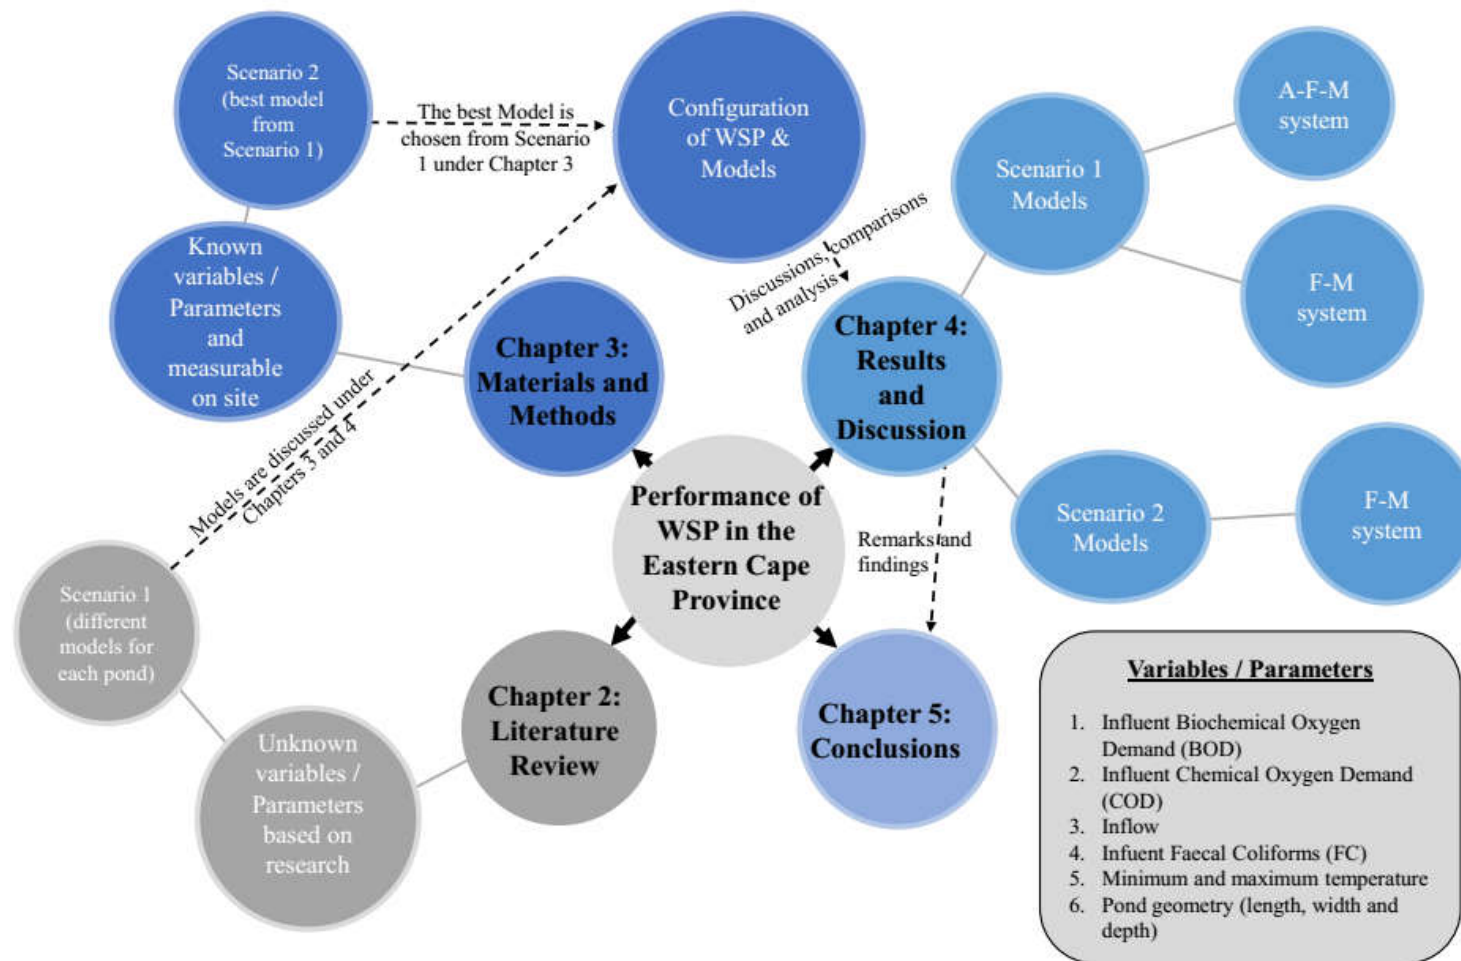 Scenario 2
(best model
from
Scenario 1)
The best Model is
chosen from Scenario
1 under Chapter 3
Configuration
of WSP &
Models
A-F-M
system
Scenario 1
Models
F-M
system
Discussions, comparisons
and analysis
Known
variables /
Parameters
and
measurable
on site
Chapter 3:
Materials and
Methods
Chapter 4:
Results
and
Discussion
Models are discussed under
Chapters 3 and 4
Performance of
WSP in the
Eastern Cape
Province
Scenario 2
Models
F-M
system
Remarks and
findings
Scenario 1
(different
models for
each pond)
Unknown
variables /
Parameters
based on
research
Chapter 2:
Literature
Review
Chapter 5:
Conclusions
Variables / Parameters
1. Influent Biochemical Oxygen
Demand (BOD)
2. Influent Chemical Oxygen Demand
(COD)
3. Inflow
4. Infuent Faecal Coliforms (FC)
5. Minimum and maximum temperature
6. Pond geometry (length, width and
depth)